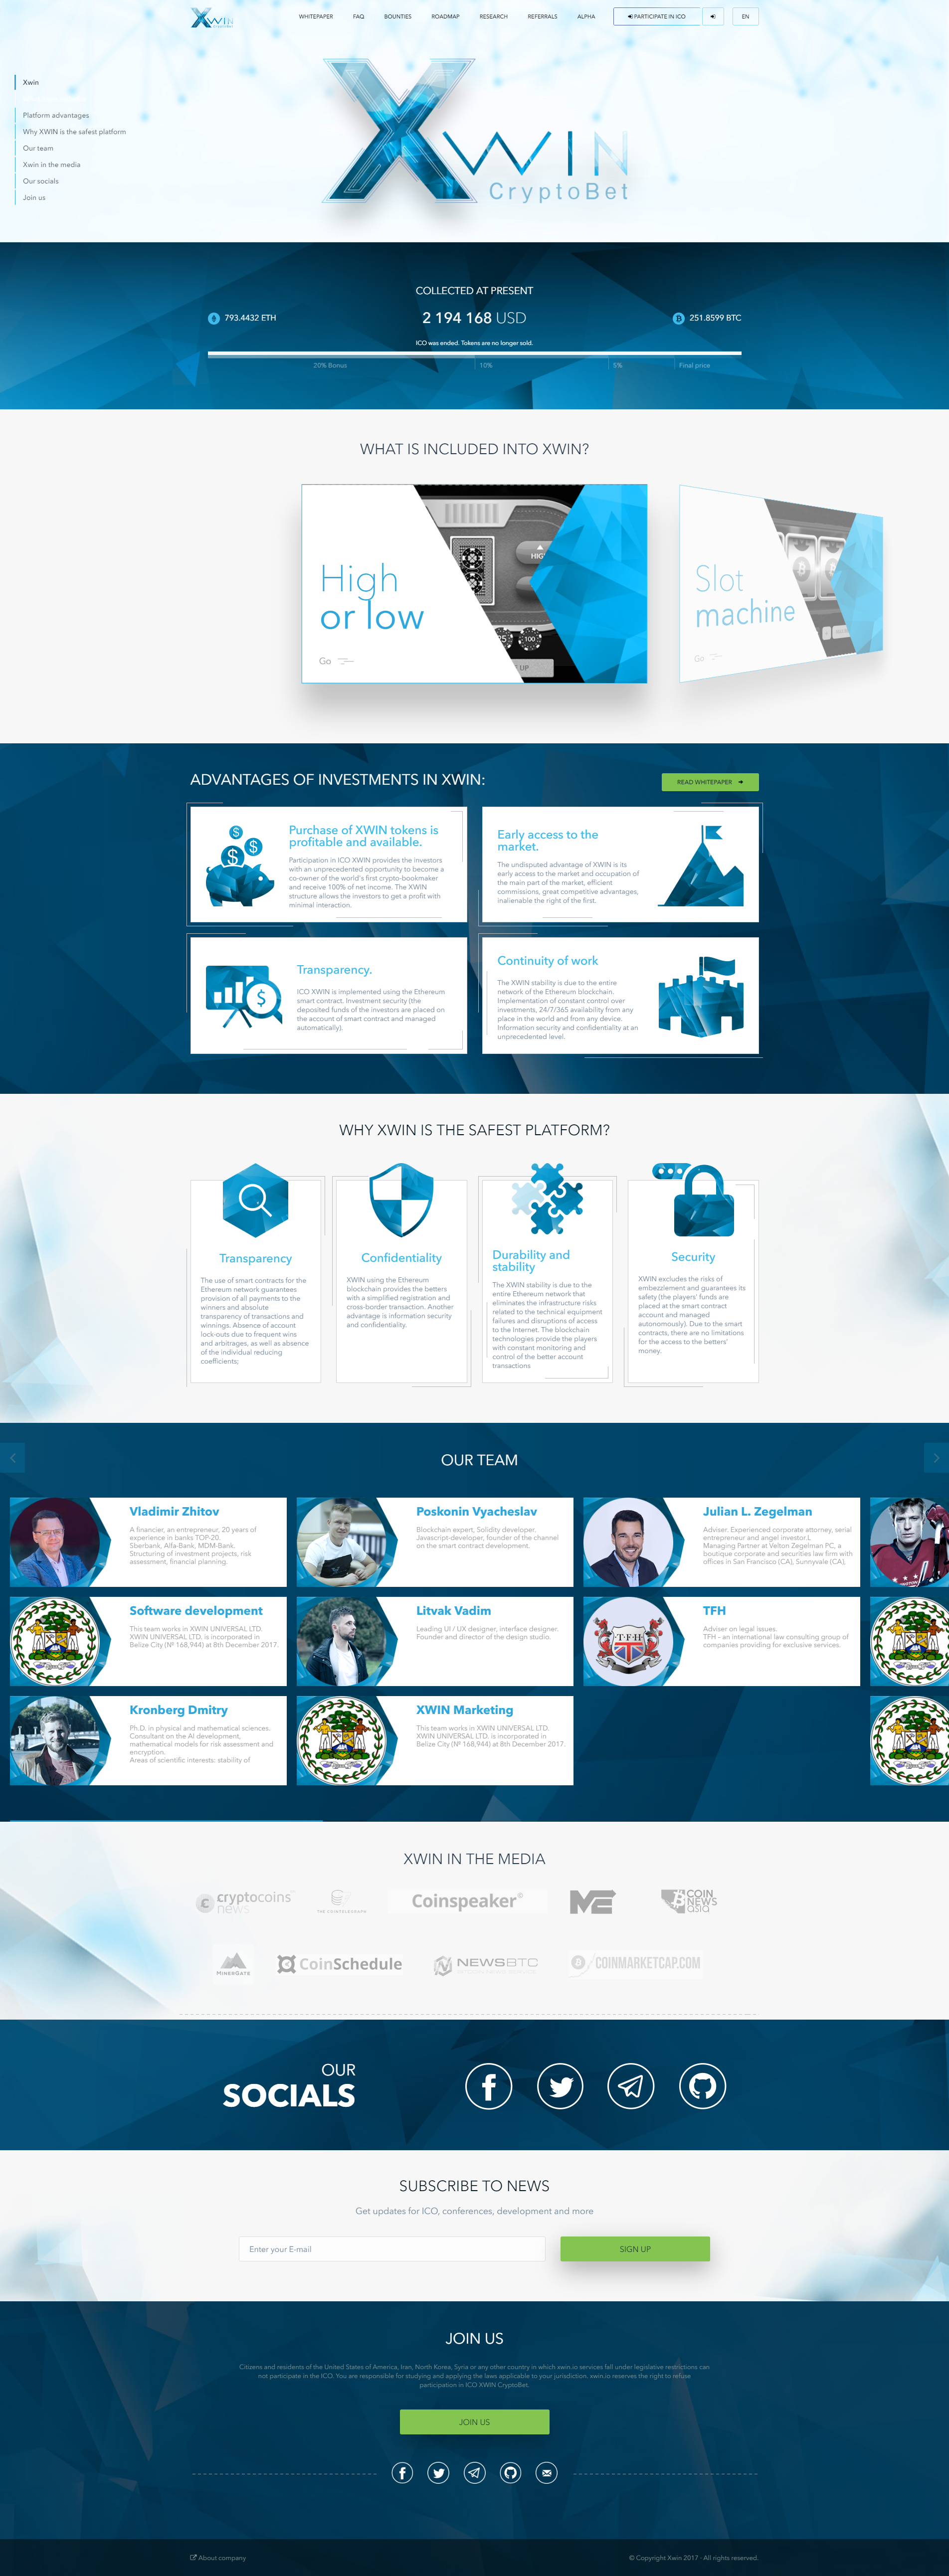 XWIN
WHITEPAPER
FAQ
BOUNTIES
ROADMAP
RESEARCH
REFERRALS
ALPHA
PARTICIPATE IN ICO
EN
Xwin
Platform advantages
Why XWIN is the safest platform
Our team
Xwin in the media
Our socials
Join us
XWIN
CryptoBet
COLLECTED AT PRESENT
793.4432 ETH
2 194 168 USD
251.8599 BTC
ICO was ended. Tokens are no longer sold.
20% Bonus
10%
5%
Final price
WHAT IS INCLUDED INTO XWIN?
High
or low
Go
HIG
100
UP
Slot
machine
Go
ADVANTAGES OF INVESTMENTS IN XWIN:
READ WHITEPAPER
Purchase of XWIN tokens is
profitable and available.
Participation in ICO XWIN provides the investors
with an unprecedented opportunity to become a
co-owner of the world's first crypto-bookmaker
and receive 100% of net income. The XWIN
structure allows the investors to get a profit with
minimal interaction.
Early access to the
market.
The undisputed advantage of XWIN is its
early access to the market and occupation of
the main part of the market, efficient
commissions, great competitive advantages,
inalienable right of the first.
Transparency.
ICO XWIN is implemented using the Ethereum
smart contract. Investment security (the
deposited funds of the investors are placed on
the account of smart contract and managed
automatically).
Continuity of work
The XWIN stability is due to the entire
network of the Ethereum blockchain.
Implementation of constant control over
investments, 24/7/365 availability from any
place in the world and from any device.
Information security and confidentiality at an
unprecedented level.
WHY XWIN IS THE SAFEST PLATFORM?
Transparency
The use of smart contracts for the
Ethereum network guarantees
provision of all payments to the
winners and absolute
transparency of transactions and
winnings. Absence of account
lock-outs due to frequent wins
and arbitrages, as well as absence
of the individual reducing
coefficients;
Confidentiality
XWIN using the Ethereum
blockchain provides the betters
with a simplified registration and
cross-border transaction. Another
advantage is information security
and confidentiality.
Durability and
stability
The XWIN stability is due to the
entire Ethereum network that
eliminates the infrastructure risks
related to the technical equipment
failures and disruptions of access
to the Internet. The blockchain
technologies provide the players
with constant monitoring and
control of the better account
transactions
Security
XWIN excludes the risks of
embezzlement and guarantees its
safety (the players' funds are
placed at the smart contract
account and managed
autonomously). Due to the smart
contracts, there are no limitations
for the access to the betters'
money.
OUR TEAM
Vladimir Zhitov
A financier, an entrepreneur, 20 years of
experience in banks TOP-20.
Sberbank, Alfa-Bank, MDM-Bank.
Structuring of investment projects, risk
assessment, financial planning.
Poskonin Vyacheslav
Blockchain expert, Solidity developer.
Javascript-developer, founder of the channel
on the smart contract development.
Julian L. Zegelman
Adviser. Experienced corporate attorney, serial
entrepreneur and angel investor.L
Managing Partner at Velton Zegelman PC, a
boutique corporate and securities law firm with
offices in San Francisco (CA), Sunnyvale (CA),
Software development
This team works in XWIN UNIVERSAL LTD.
XWIN UNIVERSAL LTD. is incorporated in
Belize City (№ 168,944) at 8th December 2017.
Litvak Vadim
Leading UI / UX designer, interface designer.
Founder and director of the design studio.
T·F·H
TFH
Adviser on legal issues.
TFH – an international law consulting group of
companies providing for exclusive services.
Kronberg Dmitry
Ph.D. in physical and mathematical sciences.
Consultant on the AI development,
mathematical models for risk assessment and
encryption.
Areas of scientific interests: stability of
XWIN Marketing
This team works in XWIN UNIVERSAL LTD.
XWIN UNIVERSAL LTD. is incorporated in
Belize City (№ 168,944) at 8th December 2017.
XWIN IN THE MEDIA
cryptocoins
news
THE COINTELEGRAPH
Coinspeaker©
ME
COIN
NEWS
asia
MINERGATE
CoinSchedule
NEWSBTC
COINMARKETCAP.COM
OUR
SOCIALS
SUBSCRIBE TO NEWS
Get updates for ICO, conferences, development and more
Enter your E-mail
SIGN UP
JOIN US
Citizens and residents of the United States of America, Iran, North Korea, Syria or any other country in which xwin.io services fall under legislative restrictions can
not participate in the ICO. You are responsible for studying and applying the laws applicable to your jurisdiction. xwin.io reserves the right to refuse
participation in ICO XWIN CryptoBet.
JOIN US
About company
© Copyright Xwin 2017 - All rights reserved.